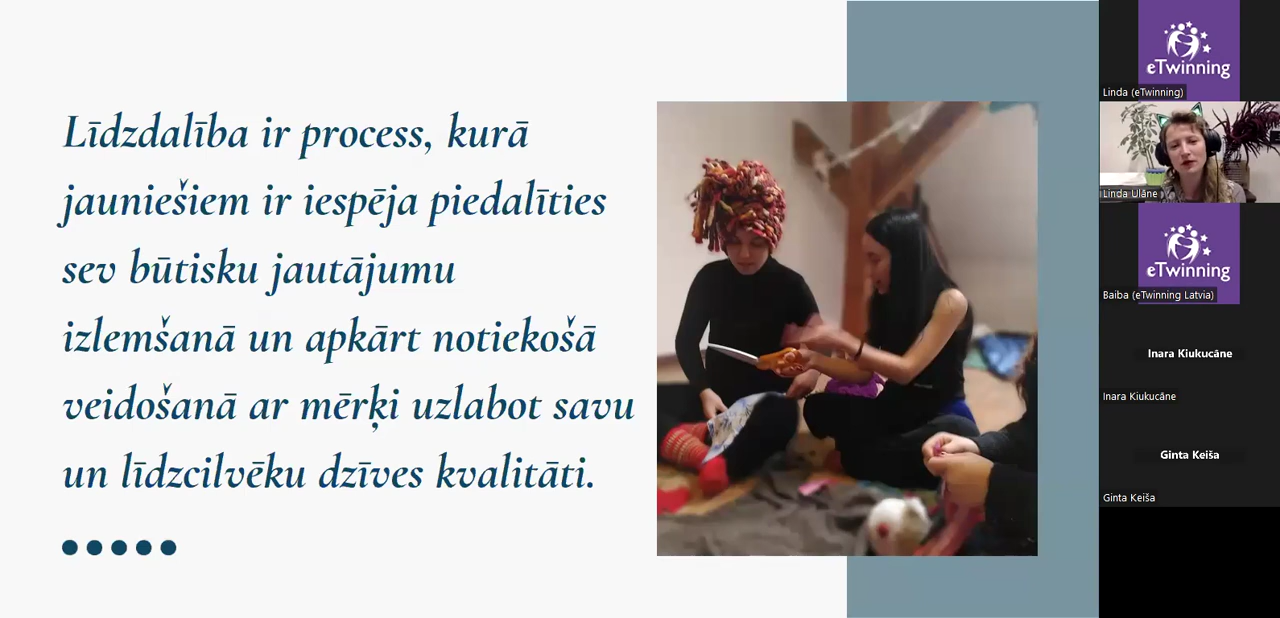 Līdzdalība ir process, kurā
jauniešiem ir iespēja piedalīties
sev būtisku jautājumu
izlemšanā un apkārt notiekošā
veidošanā ar mērķi uzlabot savu
un līdzcilvēku dzīves kvalitāti.
eTwinning
Linda (eTwinning)
Linda Ulāne
eTwinning
Baiba (eTwinning Latvia)
Inara Kiukucāne
Inara Kiukucāne
Ginta Keiša
Ginta Keiša